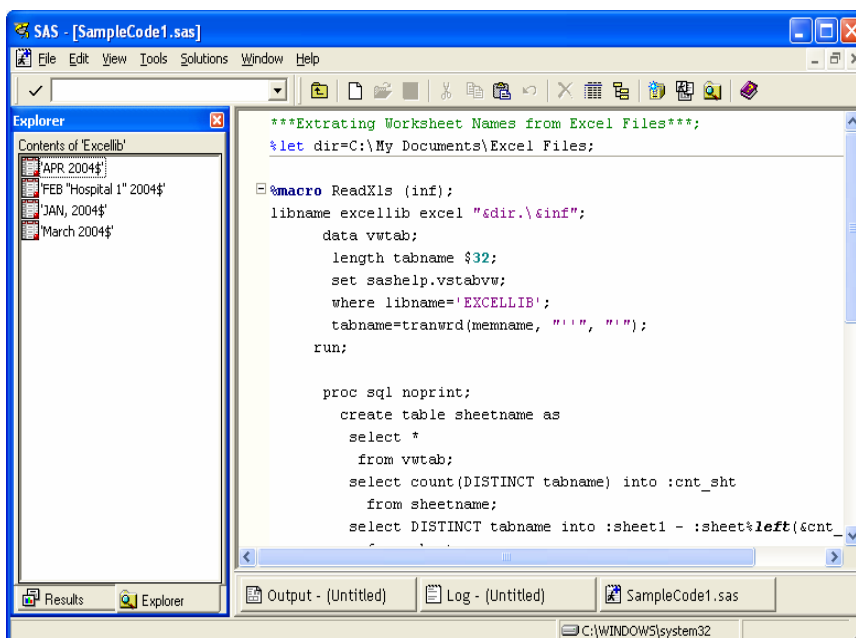 SAS - [SampleCode1.sas]
File Edit View Tools Solutions Window Help
Explorer
Contents of 'Excellib'
'APR 2004$'
'FEB "Hospital 1" 2004$'
'JAN, 2004$'
'March 2004$'
***Extrating Worksheet Names from Excel Files***;
%let dir=C:\My Documents\Excel Files;
%macro ReadXls (inf);
libname excellib excel "&dir.\&inf";
data vwtab;
length tabname $32;
set sashelp.vstabvw;
where libname='EXCELLIB';
tabname=tranwrd(memname, "''", "'");
run;
proc sql noprint;
create table sheetname as
select *
from vwtab;
select count(DISTINCT tabname) into :cnt_sht
from sheetname;
select DISTINCT tabname into :sheet1 - :sheet%left(&cnt_
Results Explorer
Output - (Untitled) Log - (Untitled) SampleCode1.sas
C:\WINDOWS\system32